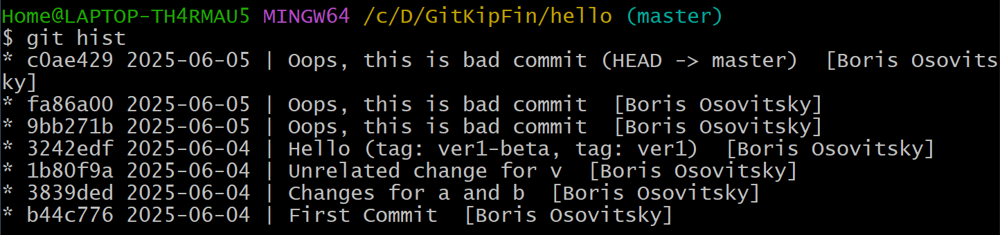 Home@LAPTOP-TH4RMAU5 MINGW64 /c/D/GitKipFin/hello (master)
$ git hist
* c0ae429 2025-06-05 | Oops, this is bad commit (HEAD -> master)  [Boris Osovits
ky]
* fa86a00 2025-06-05 | Oops, this is bad commit  [Boris Osovitsky]
* 9bb271b 2025-06-05 | Oops, this is bad commit  [Boris Osovitsky]
* 3242edf 2025-06-04 | Hello (tag: ver1-beta, tag: ver1)  [Boris Osovitsky]
* 1b80f9a 2025-06-04 | Unrelated change for v  [Boris Osovitsky]
* 3839ded 2025-06-04 | Changes for a and b  [Boris Osovitsky]
* b44c776 2025-06-04 | First Commit  [Boris Osovitsky]